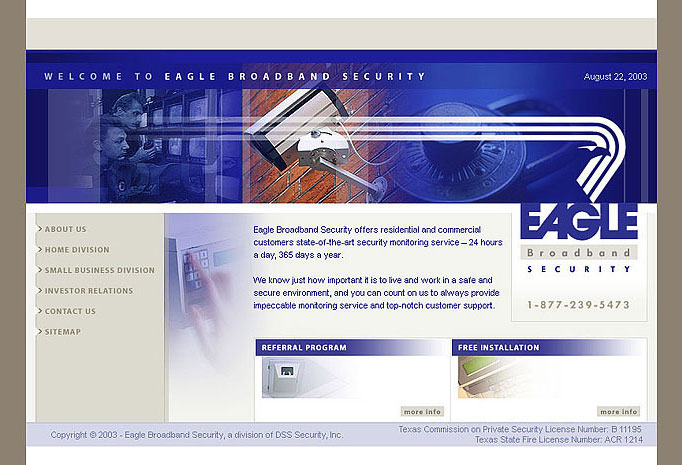 WELCOME TO EAGLE BROADBAND SECURITY
August 22, 2003
ABOUT US
HOME DIVISION
SMALL BUSINESS DIVISION
INVESTOR RELATIONS
CONTACT US
SITEMAP
Eagle Broadband Security offers residential and commercial
customers state-of-the-art security monitoring service – 24 hours
a day, 365 days a year.
We know just how important it is to live and work in a safe and
secure environment, and you can count on us to always provide
impeccable monitoring service and top-notch customer support.
EAGLE
Broadband
SECURITY
1-877-239-5473
REFERRAL PROGRAM
more info
FREE INSTALLATION
more info
Copyright © 2003 - Eagle Broadband Security, a division of DSS Security, Inc.
Texas Commission on Private Security License Number: B 11195
Texas State Fire License Number: ACR 1214